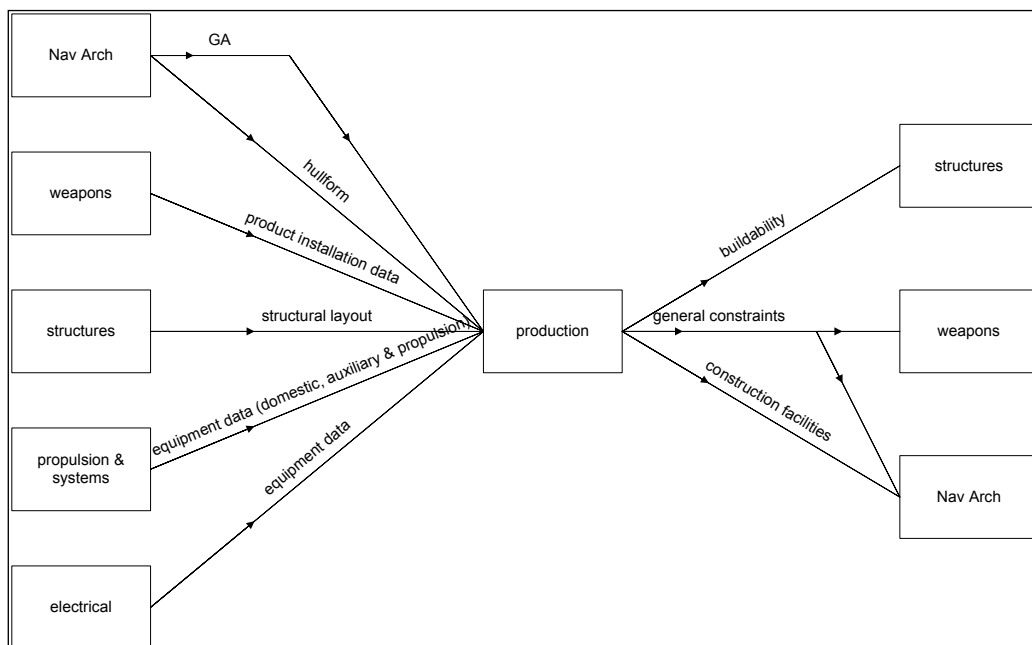 Nav Arch
GA
hullform
weapons
product installation data
structures
structural layout
propulsion &
systems
equipment data (domestic, auxiliary & propulsion)
electrical
equipment data
production
buildability
general constraints
construction facilities
structures
weapons
Nav Arch